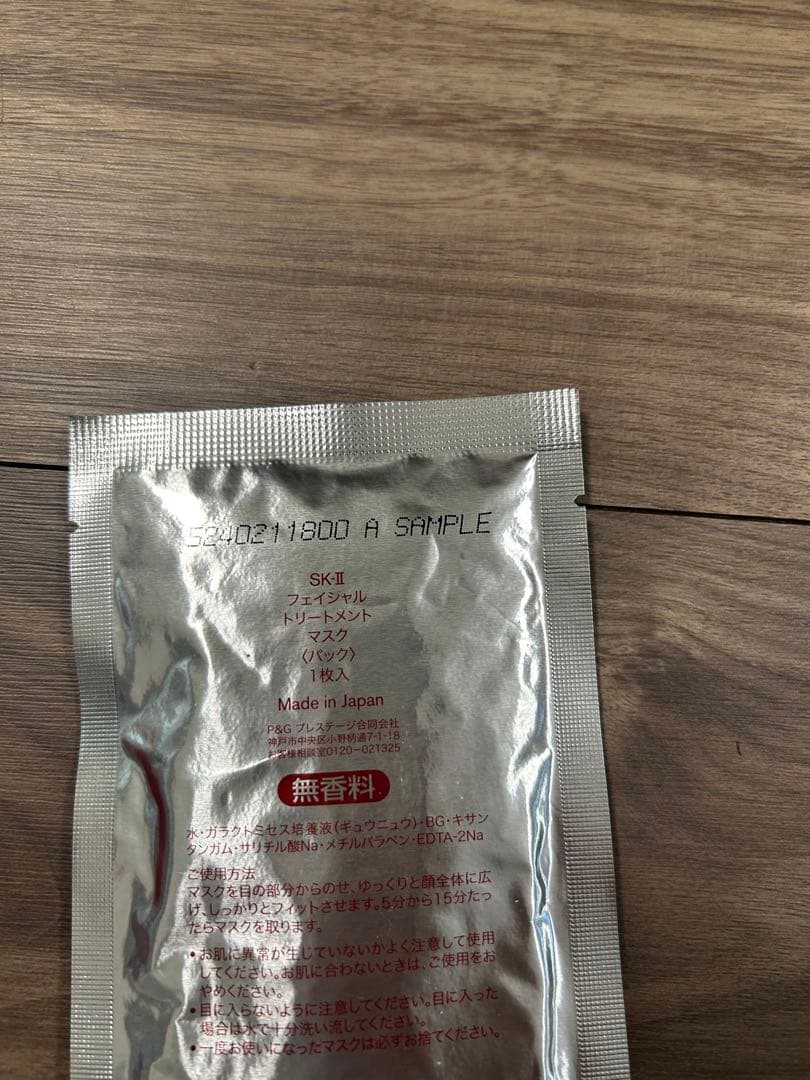 5240211800 A SAMPLE
SK-II
フェイシャル
トリートメント
マスク
〈パック〉
1枚入
Made in Japan
P&G プレステージ合同会社
神戸市中央区小野柄通7-1-18
お客様相談室0120-021325
無香料
水・ガラクトミセス培養液(ギュウニュウ)・BG・キサン
タンガム・サリチル酸Na・メチルパラベン・EDTA-2Na
ご使用方法
マスクを目の部分からのせ、ゆっくりと顔全体に広
げ、しっかりとフィットさせます。5分から15分たっ
たらマスクを取ります。
•お肌に異常が生じていないかよく注意して使用
してください。お肌に合わないときは、ご使用をお
やめください。
•目に入らないように注意してください。目に入った
場合は水で十分洗い流してください。
•一度お使いになったマスクは必ずお捨てください。